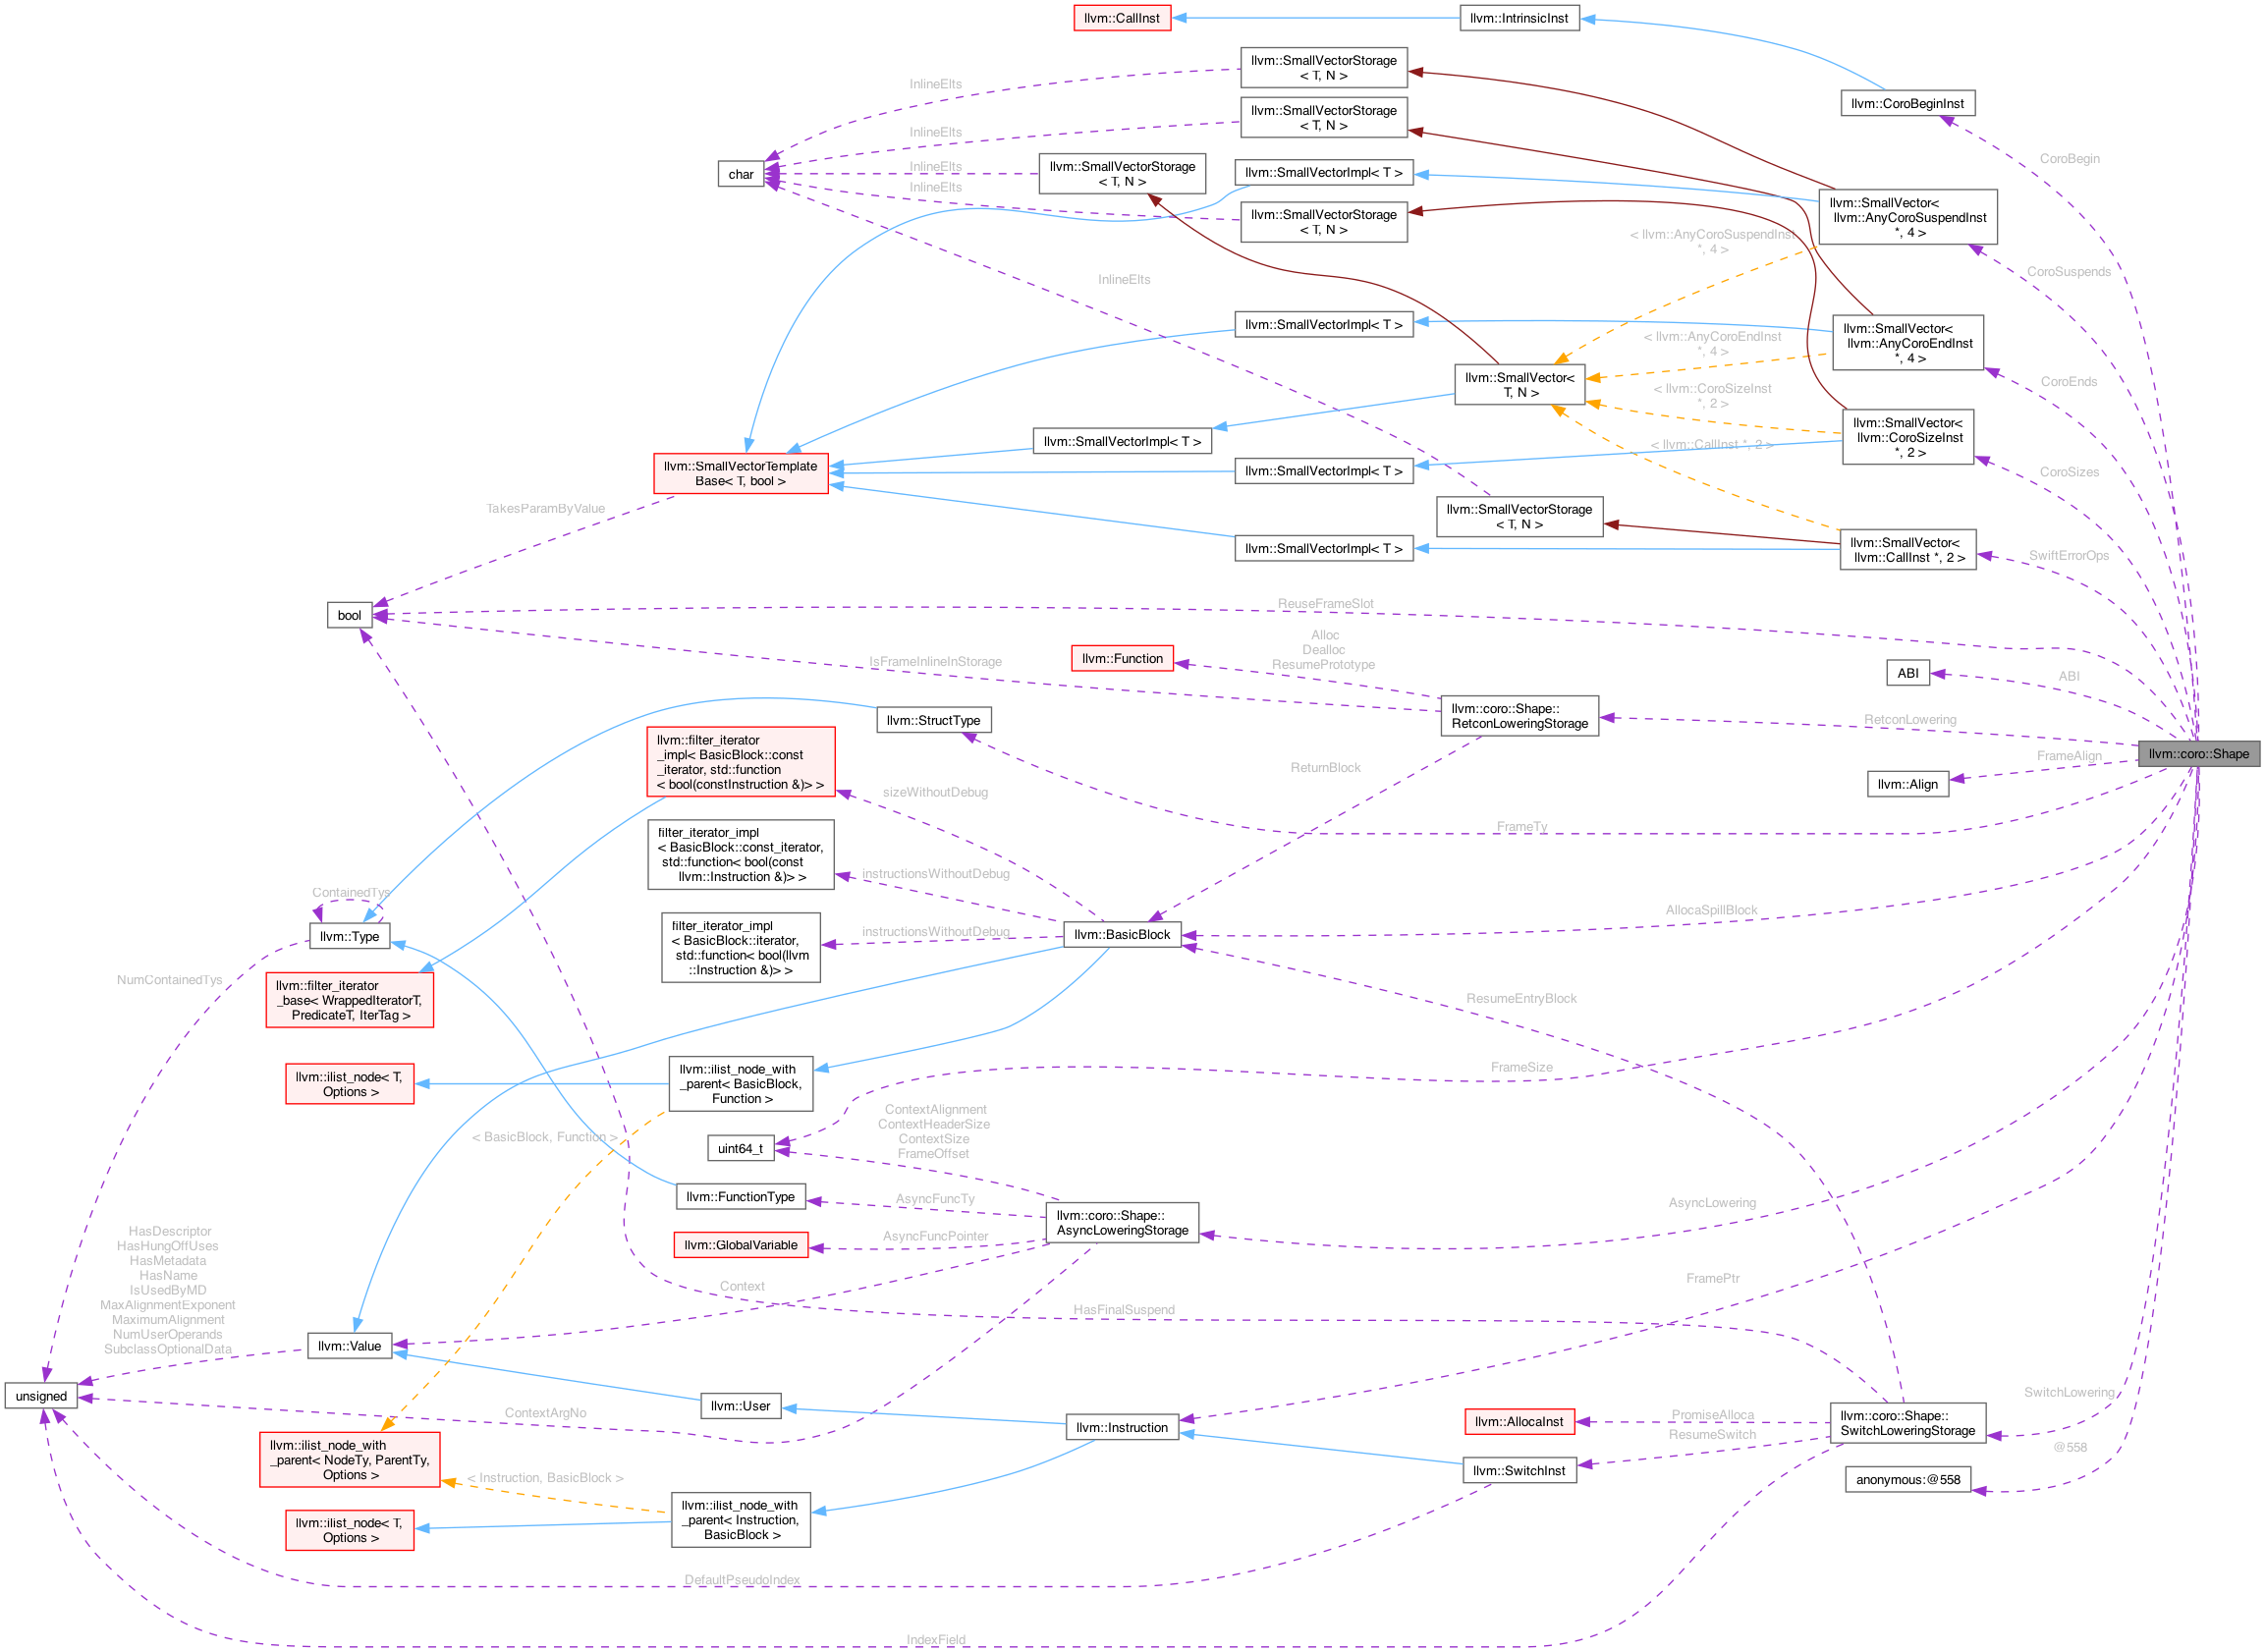 llvm::CallInst
llvm::IntrinsicInst
llvm::SmallVectorStorage
< T, N >
InlineElts
llvm::CoroBeginInst
llvm::SmallVectorStorage
< T, N >
InlineElts
CoroBegin
char
InlineElts
llvm::SmallVectorStorage
< T, N >
llvm::SmallVectorImpl< T >
InlineElts
llvm::SmallVectorStorage
< T, N >
llvm::SmallVector<
llvm::AnyCoroSuspendInst
*, 4 >
< llvm::AnyCoroSuspendInst
*, 4 >
CoroSuspends
InlineElts
llvm::SmallVectorImpl< T >
llvm::SmallVector<
llvm::AnyCoroEndInst
*, 4 >
< llvm::AnyCoroEndInst
*, 4 >
CoroEnds
llvm::SmallVector<
T, N >
< llvm::CoroSizeInst
*, 2 >
llvm::SmallVector<
llvm::CoroSizeInst
*, 2 >
llvm::SmallVectorImpl< T >
< llvm::CallInst *, 2 >
llvm::SmallVectorTemplate
Base< T, bool >
llvm::SmallVectorImpl< T >
CoroSizes
TakesParamByValue
llvm::SmallVectorStorage
< T, N >
llvm::SmallVectorImpl< T >
llvm::SmallVector<
llvm::CallInst *, 2 >
SwiftErrorOps
bool
ReuseFrameSlot
IsFrameInlineInStorage
llvm::Function
Alloc
Dealloc
ResumePrototype
ABI
ABI
llvm::StructType
llvm::coro::Shape::
RetconLoweringStorage
RetconLowering
llvm::coro::Shape
llvm::filter_iterator
_impl< BasicBlock::const
_iterator, std::function
< bool(constInstruction &)> >
ReturnBlock
FrameAlign
llvm::Align
sizeWithoutDebug
FrameTy
filter_iterator_impl
< BasicBlock::const_iterator,
std::function< bool(const
llvm::Instruction &)> >
instructionsWithoutDebug
ContainedTys
llvm::Type
filter_iterator_impl
< BasicBlock::iterator,
std::function< bool(llvm
::Instruction &)> >
instructionsWithoutDebug
llvm::BasicBlock
AllocaSpillBlock
NumContainedTys
llvm::filter_iterator
_base< WrappedIteratorT,
PredicateT, IterTag >
ResumeEntryBlock
llvm::ilist_node< T,
Options >
llvm::ilist_node_with
_parent< BasicBlock,
Function >
FrameSize
< BasicBlock, Function >
uint64_t
ContextAlignment
ContextHeaderSize
ContextSize
FrameOffset
llvm::FunctionType
AsyncFuncTy
llvm::coro::Shape::
AsyncLoweringStorage
AsyncLowering
llvm::GlobalVariable
AsyncFuncPointer
HasDescriptor
HasHungOffUses
HasMetadata
HasName
IsUsedByMD
MaxAlignmentExponent
MaximumAlignment
NumUserOperands
SubclassOptionalData
Context
FramePtr
HasFinalSuspend
llvm::Value
unsigned
llvm::User
ContextArgNo
llvm::Instruction
llvm::AllocaInst
PromiseAlloca
ResumeSwitch
llvm::coro::Shape::
SwitchLoweringStorage
SwitchLowering
@558
llvm::ilist_node_with
_parent< NodeTy, ParentTy,
Options >
< Instruction, BasicBlock >
llvm::SwitchInst
anonymous:@558
llvm::ilist_node< T,
Options >
llvm::ilist_node_with
_parent< Instruction,
BasicBlock >
DefaultPseudoIndex
IndexField